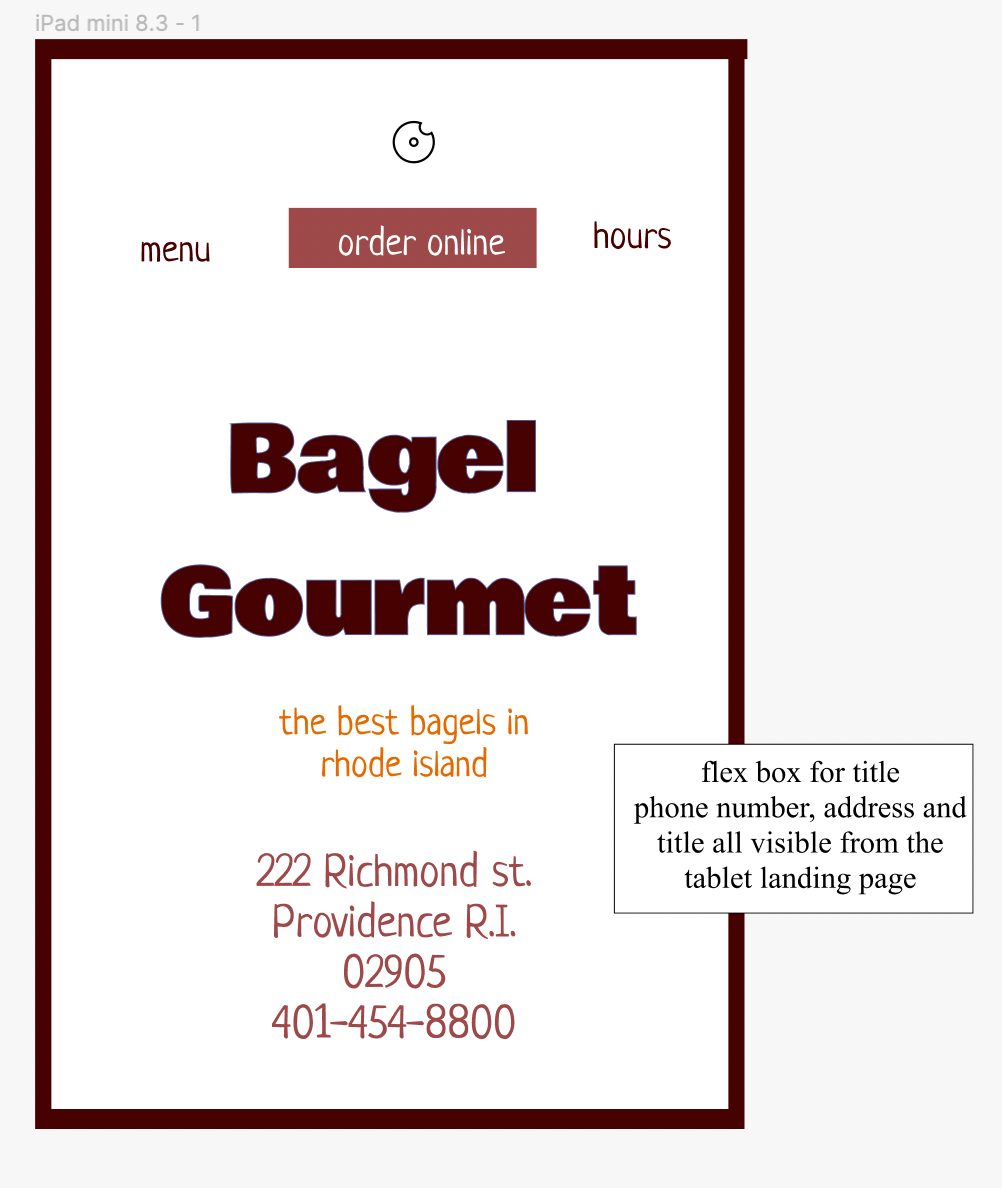 iPad mini 8.3 - 1
menu
order online
hours
Bagel
Gourmet
the best bagels in
rhode island
flex box for title
phone number, address and
title all visible from the
tablet landing page
222 Richmond st.
Providence R.I.
02905
401-454-8800